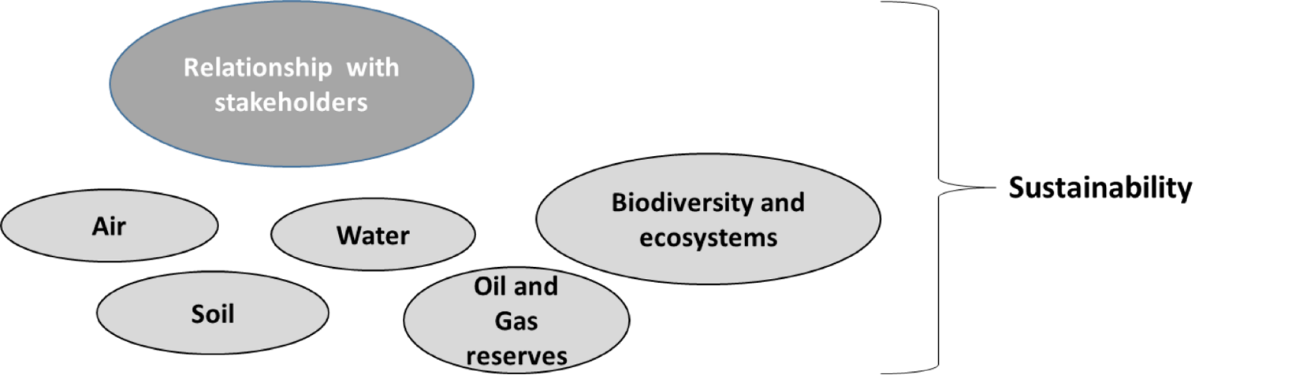 Relationship with
stakeholders
Air
Water
Biodiversity and
ecosystems
Sustainability
Soil
Oil and
Gas
reserves